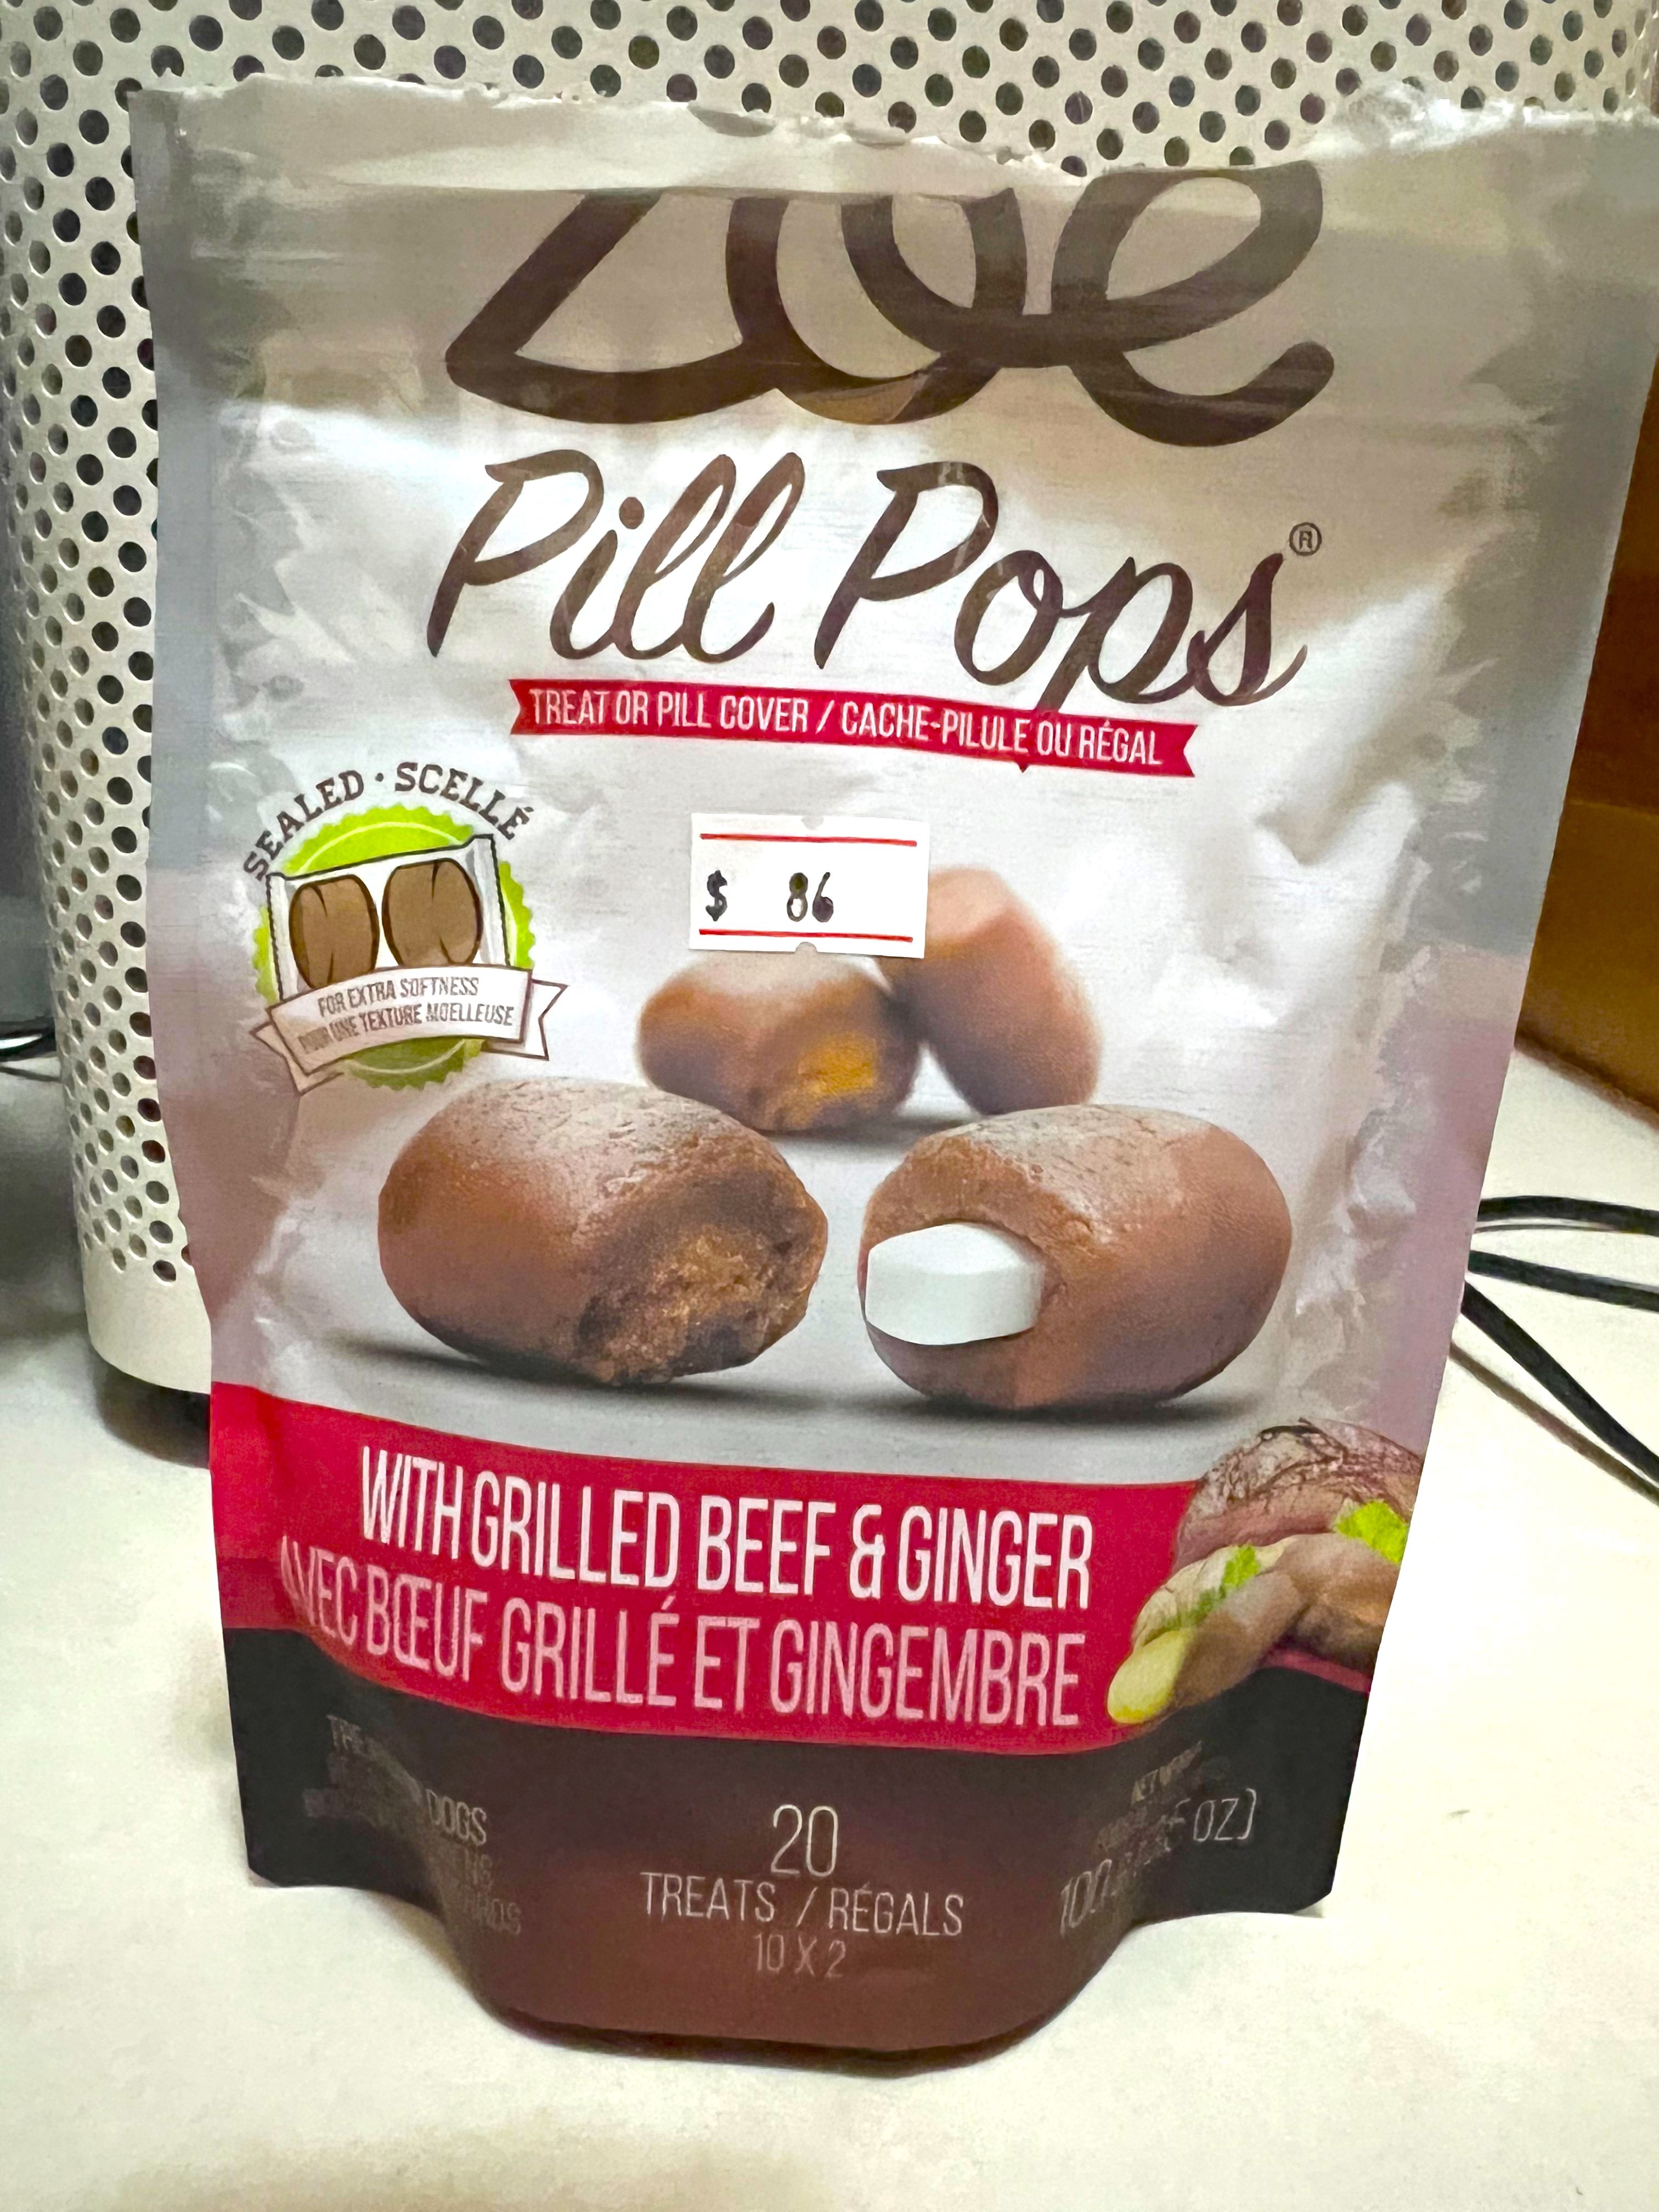 Zoe
Pill Pops®
TREAT OR PILL COVER / CACHE-PILULE OU RÉGAL
SEALED · SCELLÉ
FOR EXTRA SOFTNESS
POUR UNE TEXTURE MOELLEUSE
$ 86
WITH GRILLED BEEF & GINGER
AVEC BŒUF GRILLÉ ET GINGEMBRE
DOGS
OZ)
20
TREATS / RÉGALS
10 X 2